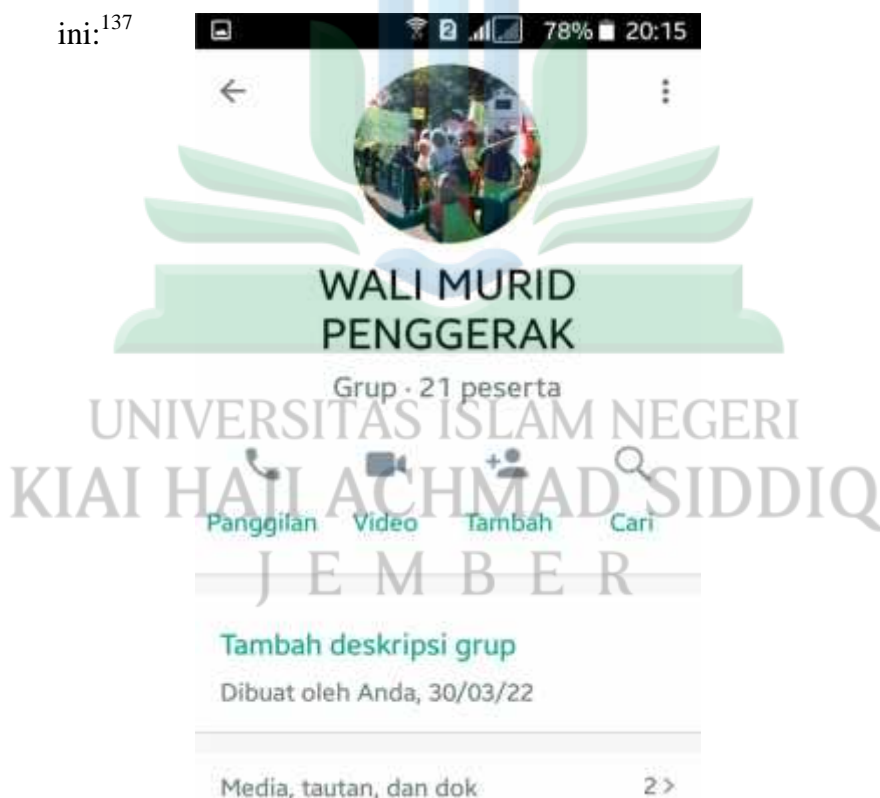 ini:137
78% 20:15
WALI MURID
PENGGERAK
Grup · 21 peserta
UNIVERSITAS ISLAM NEGERI
Panggilan Video Tambah Cari
KIAI HAJI ACHMAD SIDDIQ
JEMBER
Tambah deskripsi grup
Dibuat oleh Anda, 30/03/22
Media, tautan, dan dok 2 >